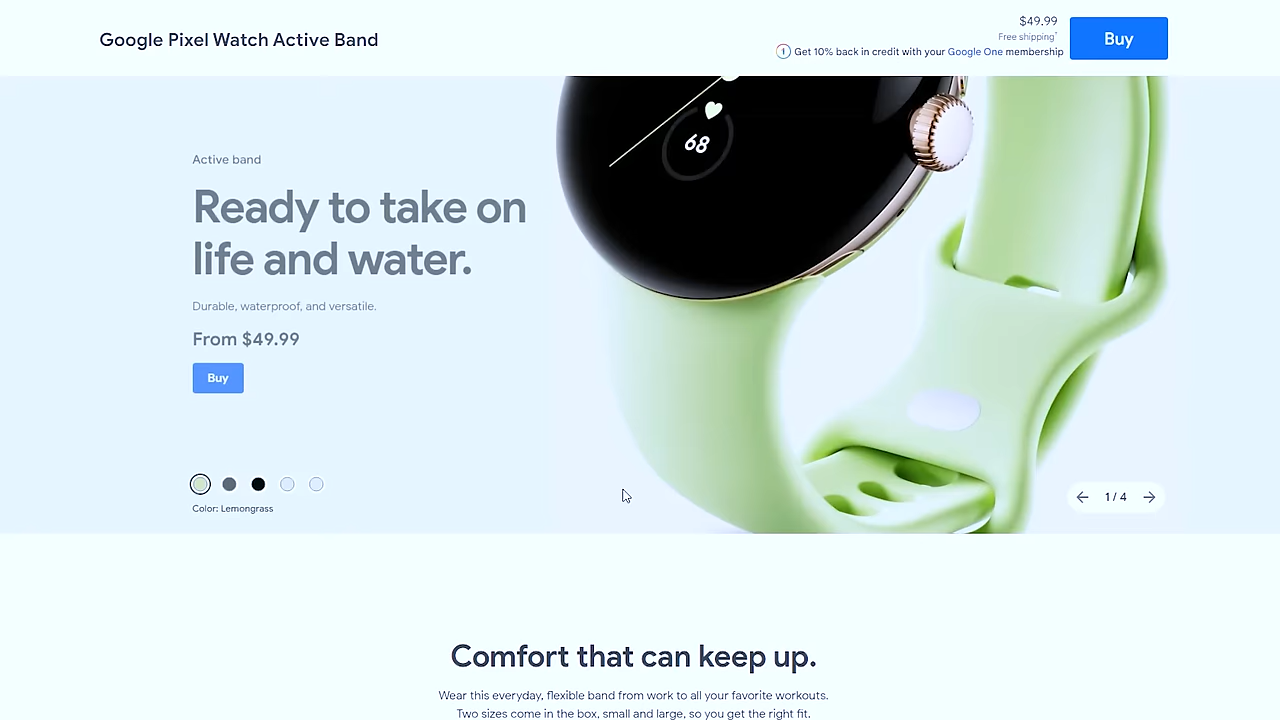 Google Pixel Watch Active Band
$49.99
Free shipping*
Get 10% back in credit with your Google One membership
Buy
68
Active band
Ready to take on
life and water.
Durable, waterproof, and versatile.
From $49.99
Buy
Color: Lemongrass
1 / 4
Comfort that can keep up.
Wear this everyday, flexible band from work to all your favorite workouts.
Two sizes come in the box, small and large, so you get the right fit.